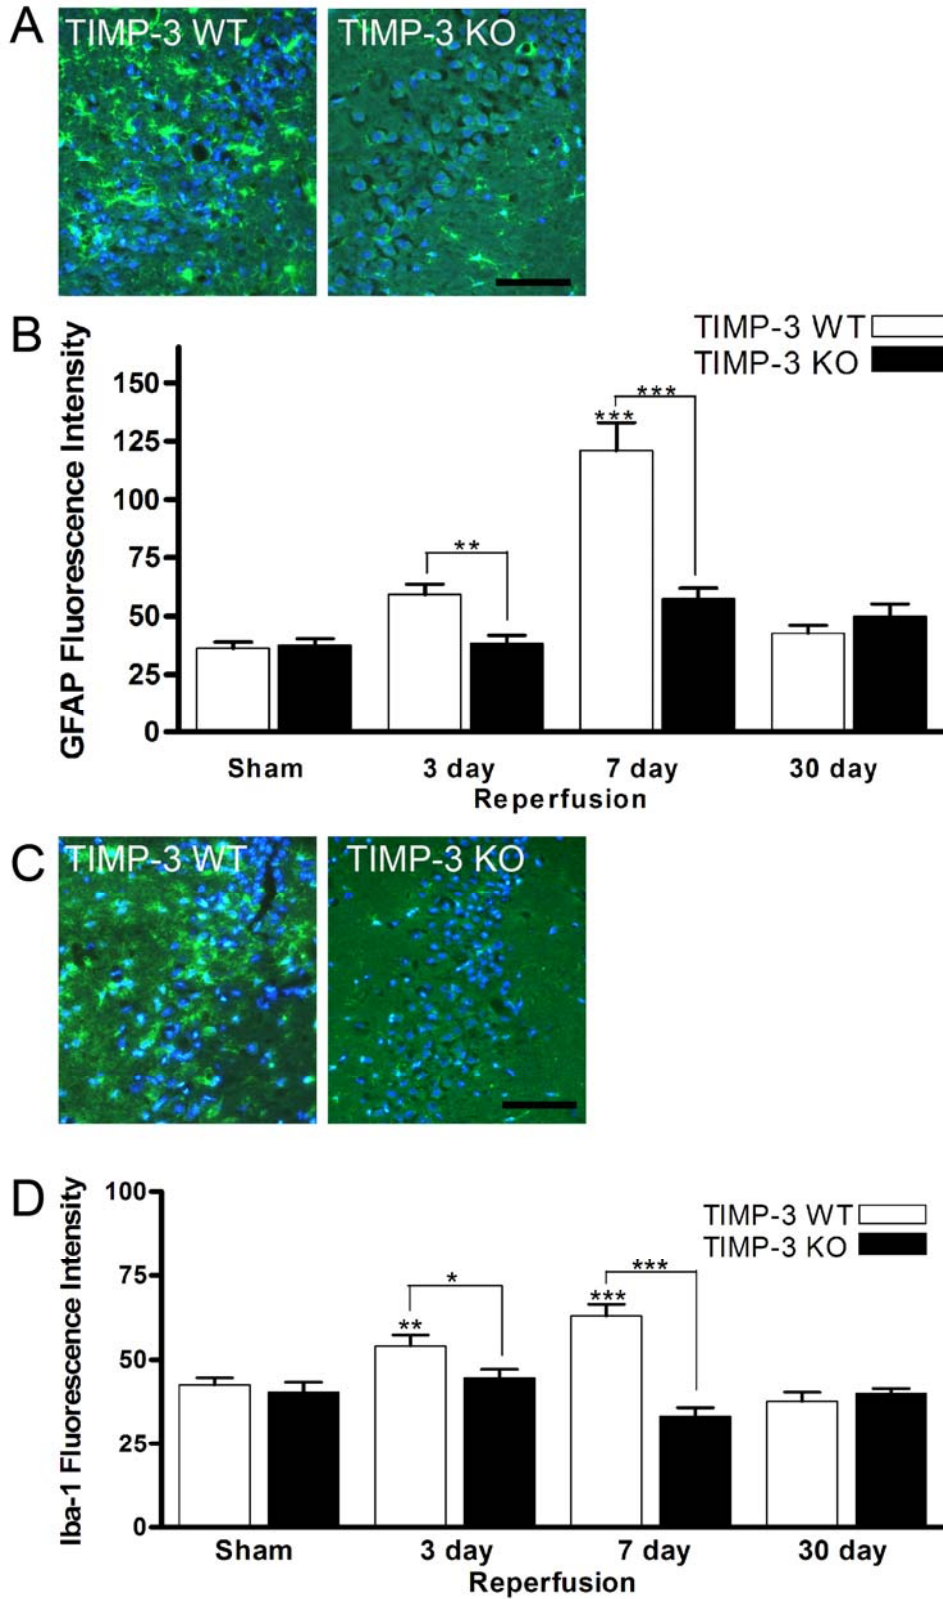 A
TIMP-3 WT
TIMP-3 KO
B
TIMP-3 WT
TIMP-3 KO
GFAP Fluorescence Intensity
150
125
100
75
50
25
0
***
***
**
Sham
3 day
7 day
30 day
Reperfusion
C
TIMP-3 WT
TIMP-3 KO
D
TIMP-3 WT
TIMP-3 KO
Iba-1 Fluorescence Intensity
100
75
50
25
0
*
**
***
***
Sham
3 day
7 day
30 day
Reperfusion